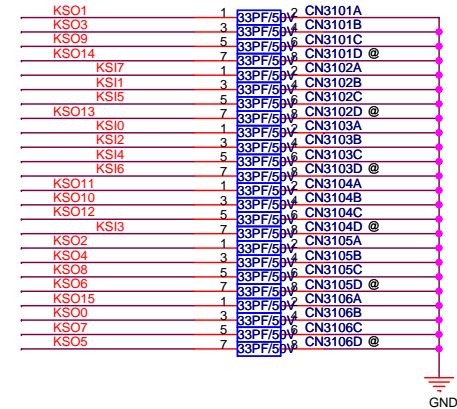 KSO1 1 33PF/50V 2 CN3101A
KSO3 3 33PF/50V 4 CN3101B
KSO9 5 33PF/50V 6 CN3101C
KSO14 7 33PF/50V 8 CN3101D @
KSI7 1 33PF/50V 2 CN3102A
KSI1 3 33PF/50V 4 CN3102B
KSI5 5 33PF/50V 6 CN3102C
KSO13 7 33PF/50V 8 CN3102D @
KSI0 1 33PF/50V 2 CN3103A
KSI2 3 33PF/50V 4 CN3103B
KSI4 5 33PF/50V 6 CN3103C
KSI6 7 33PF/50V 8 CN3103D @
KSO11 1 33PF/50V 2 CN3104A
KSO10 3 33PF/50V 4 CN3104B
KSO12 5 33PF/50V 6 CN3104C
KSI3 7 33PF/50V 8 CN3104D @
KSO2 1 33PF/50V 2 CN3105A
KSO4 3 33PF/50V 4 CN3105B
KSO8 5 33PF/50V 6 CN3105C
KSO6 7 33PF/50V 8 CN3105D @
KSO15 1 33PF/50V 2 CN3106A
KSO0 3 33PF/50V 4 CN3106B
KSO7 5 33PF/50V 6 CN3106C
KSO5 7 33PF/50V 8 CN3106D @
GND